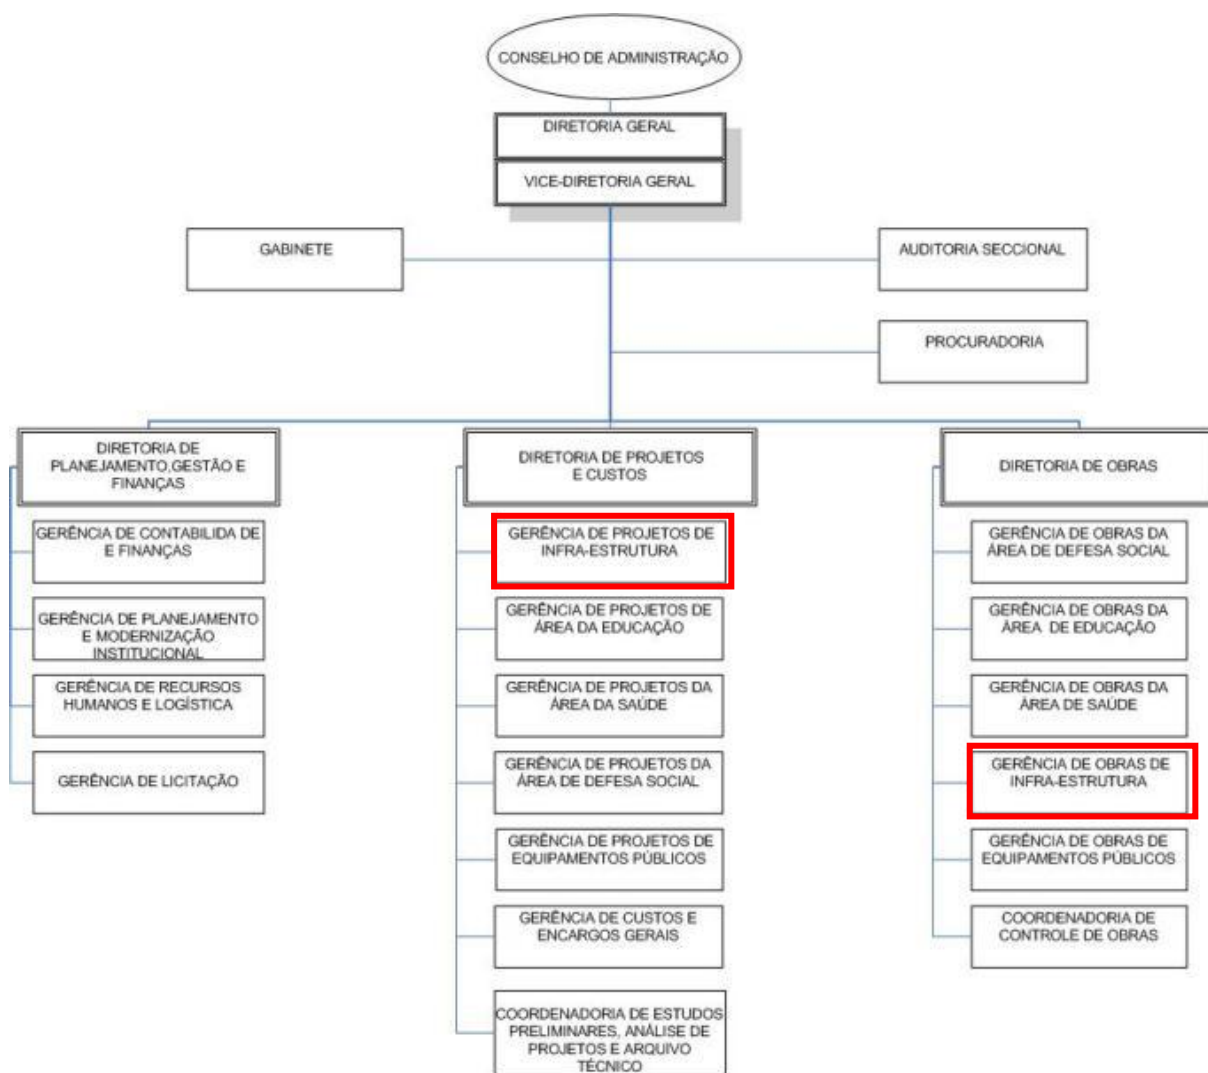 CONSELHO DE ADMINISTRAÇÃO
DIRETORIA GERAL
VICE-DIRETORIA GERAL
GABINETE
AUDITORIA SECCIONAL
PROCURADORIA
DIRETORIA DE
PLANEJAMENTO,GESTÃO E
FINANÇAS
GERÊNCIA DE CONTABILIDA DE
E FINANÇAS
GERÊNCIA DE PLANEJAMENTO
E MODERNIZAÇÃO
INSTITUCIONAL
GERÊNCIA DE RECURSOS
HUMANOS E LOGÍSTICA
GERÊNCIA DE LICITAÇÃO
DIRETORIA DE PROJETOS
E CUSTOS
GERÊNCIA DE PROJETOS DE
INFRA-ESTRUTURA
GERÊNCIA DE PROJETOS DE
ÁREA DA EDUCAÇÃO
GERÊNCIA DE PROJETOS DA
ÁREA DA SAÚDE
GERÊNCIA DE PROJETOS DA
ÁREA DE DEFESA SOCIAL
GERÊNCIA DE PROJETOS DE
EQUIPAMENTOS PÚBLICOS
GERÊNCIA DE CUSTOS E
ENCARGOS GERAIS
COORDENADORIA DE ESTUDOS
PRELIMINARES, ANÁLISE DE
PROJETOS E ARQUIVO
TÉCNICO
DIRETORIA DE OBRAS
GERÊNCIA DE OBRAS DA
ÁREA DE DEFESA SOCIAL
GERÊNCIA DE OBRAS DA
ÁREA DE EDUCAÇÃO
GERÊNCIA DE OBRAS DA
ÁREA DE SAÚDE
GERÊNCIA DE OBRAS DE
INFRA-ESTRUTURA
GERÊNCIA DE OBRAS DE
EQUIPAMENTOS PÚBLICOS
COORDENADORIA DE
CONTROLE DE OBRAS